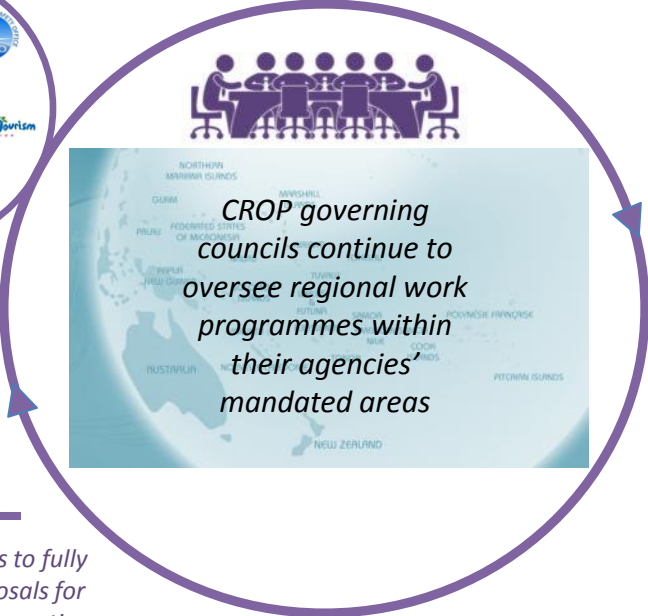 Tourism
NORTHERN
MARIANA ISLANDS
GUAM
MARSHALL
PALAU
FEDERATED STATES
OF MICRONESIA
CROP governing
councils continue to
oversee regional work
programmes within
their agencies’
mandated areas
PAPUA
NEW
TUVALU
FUTUNA
SAMOA
POLYNÉSIE FRANÇAISE
NIUE
COOK
ISLANDS
AUSTRALIA
PITCAIRN ISLANDS
NEW ZEALAND
s to fully
osals for